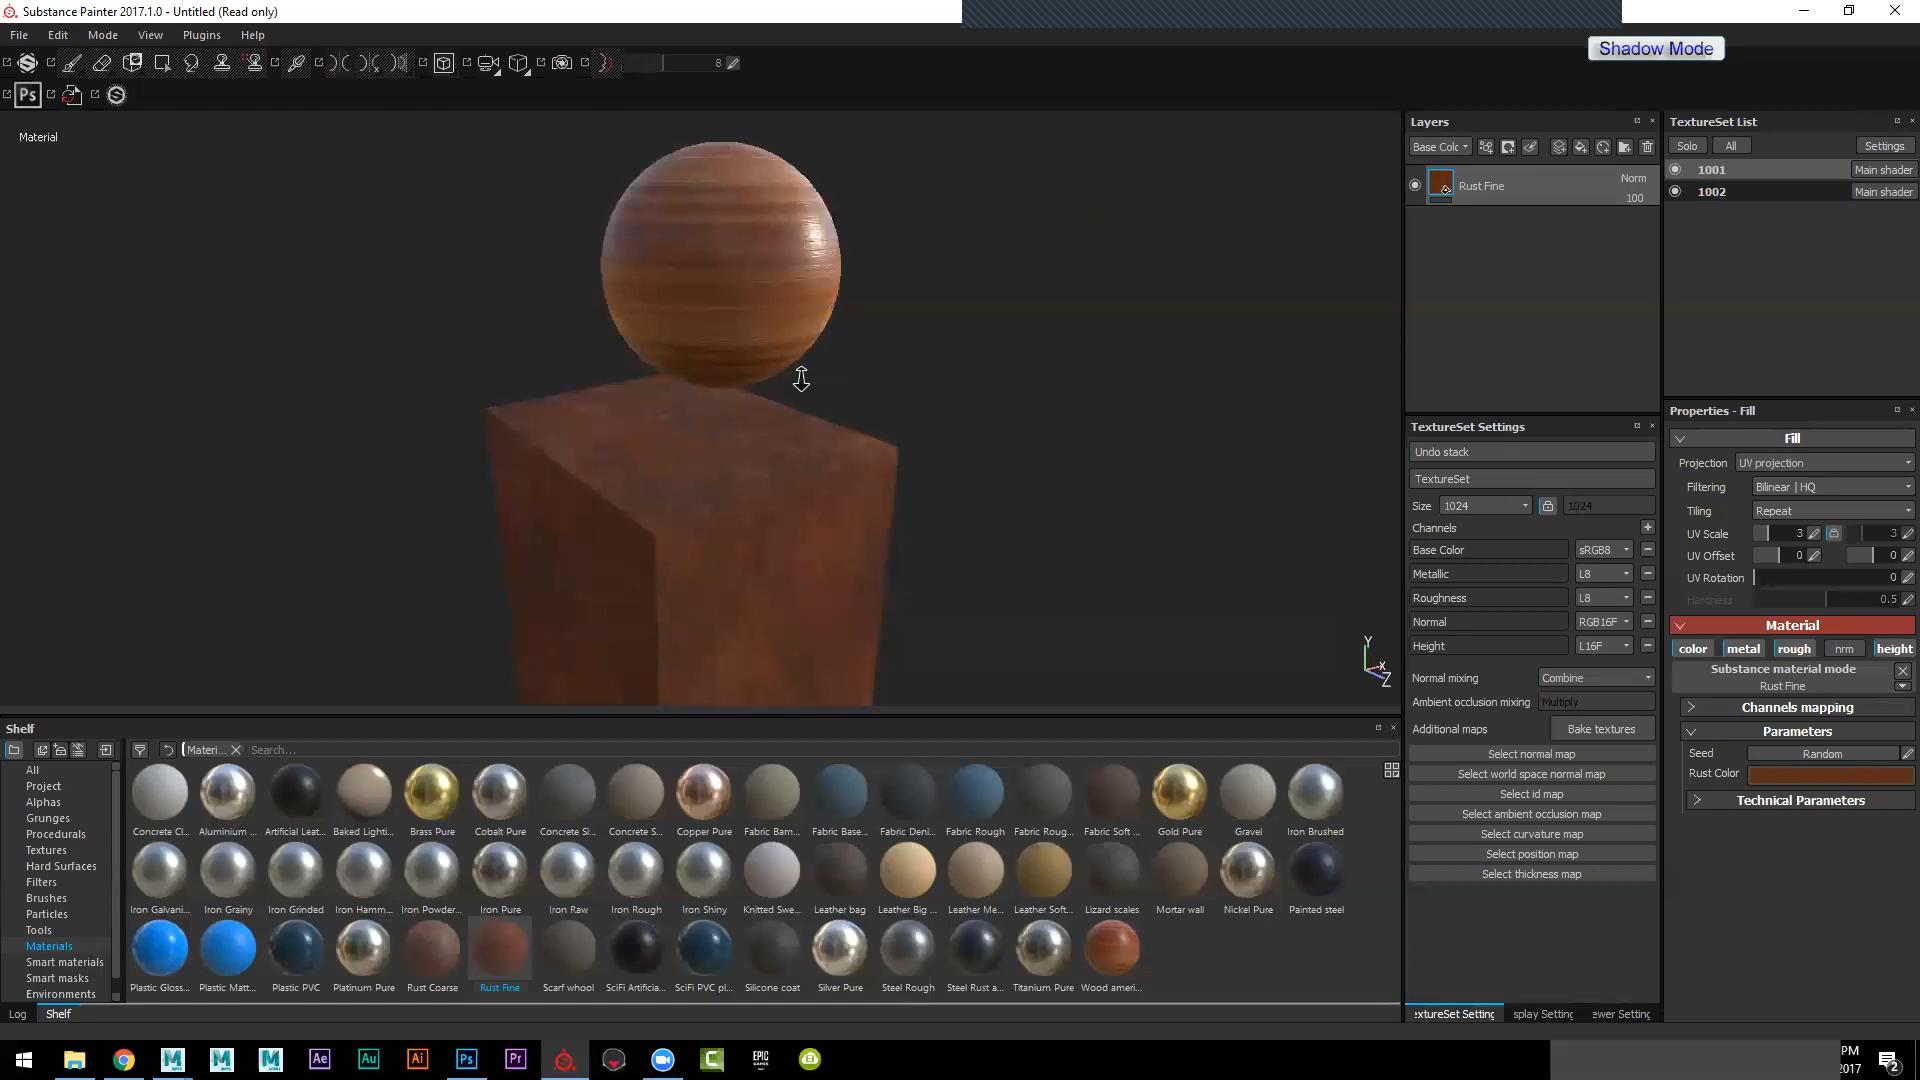 Substance Painter 2017.1.0 - Untitled (Read only)
File Edit Mode View Plugins Help
Shadow Mode
8
Ps
Material
Layers
Base Colc
Rust Fine
Norm
100
TextureSet List
Solo All Settings
1001 Main shader
1002 Main shader
TextureSet Settings
Undo stack
TextureSet
Size 1024 1024
Channels
Base Color sRGB8
Metallic L8
Roughness L8
Normal RGB16F
Height L16F
Normal mixing Combine
Ambient occlusion mixing Multiply
Additional maps Bake textures
Select normal map
Select world space normal map
Select id map
Select ambient occlusion map
Select curvature map
Select position map
Select thickness map
extureSet Setting splay Setting ewer Setting
Properties - Fill
Fill
Projection UV projection
Filtering Bilinear | HQ
Tiling Repeat
UV Scale 3 3
UV Offset 0 0
UV Rotation 0
Hardness 0.5
Material
color metal rough nrm height
Substance material mode
Rust Fine
Channels mapping
Parameters
Seed Random
Rust Color
Technical Parameters
Y
X
Z
Shelf
Materi... Search...
All
Project
Alphas
Grunges
Procedurals
Textures
Hard Surfaces
Filters
Brushes
Particles
Tools
Materials
Smart materials
Smart masks
Environments
Concrete Cl... Aluminium ... Artificial Leat... Baked Lighti... Brass Pure Cobalt Pure Concrete Si... Concrete S... Copper Pure Fabric Bam... Fabric Base... Fabric Deni... Fabric Rough Fabric Roug... Fabric Soft ... Gold Pure Gravel Iron Brushed
Iron Galvani... Iron Grainy Iron Grinded Iron Hamm... Iron Powder... Iron Pure Iron Raw Iron Rough Iron Shiny Knitted Swe... Leather bag Leather Big ... Leather Me... Leather Soft... Lizard scales Mortar wall Nickel Pure Painted steel
Plastic Gloss... Plastic Matt... Plastic PVC Platinum Pure Rust Coarse Rust Fine Scarf whool SciFi Artificia... SciFi PVC pl... Silicone coat Silver Pure Steel Rough Steel Rust a... Titanium Pure Wood ameri...
Log Shelf
Ae Au Ai Ps Pr
EPIC
GAMES
PM
2017
2